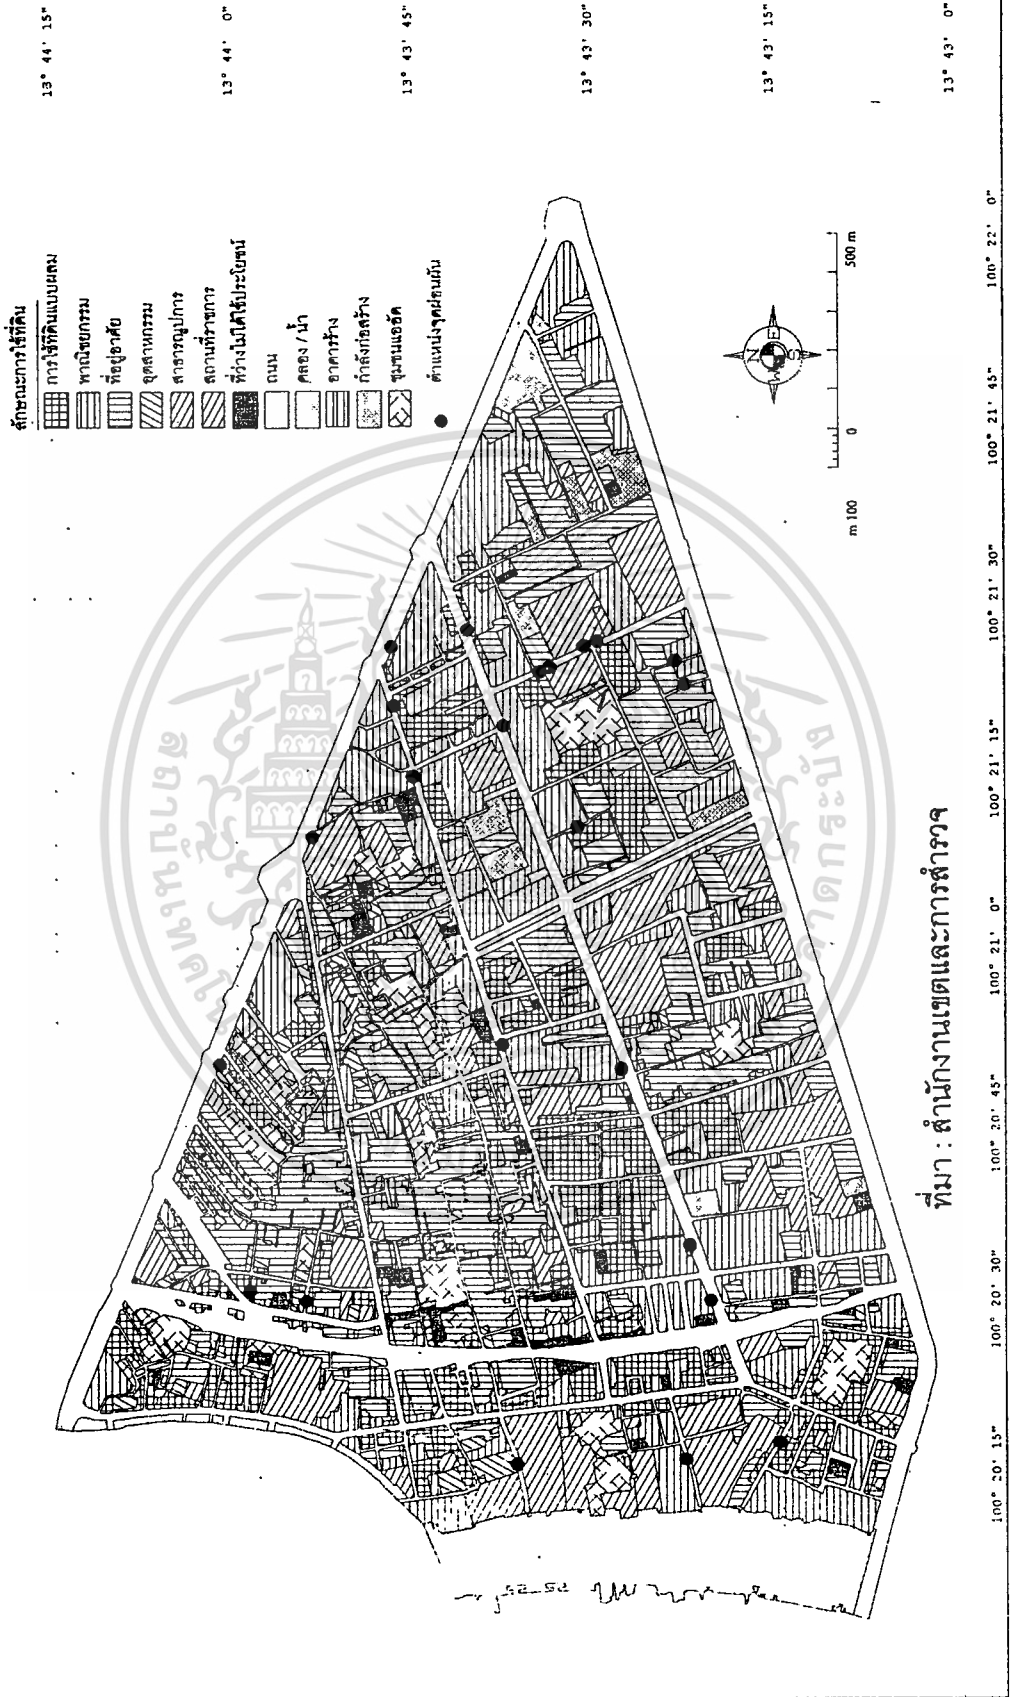 ลักษณะการใช้ที่ดิน
การใช้ที่ดินแบบผสม
พาณิชยกรรม
ที่อยู่อาศัย
อุตสาหกรรม
สาธารณูปการ
สถานที่ราชการ
ที่ว่างไม่ได้ใช้ประโยชน์
ถนน
คลอง / น้ำ
อาคารร้าง
กำลังก่อสร้าง
ชุมชนแออัด
ตำแหน่งจุดผ่อนผัน
13° 44' 15"
13° 44' 0"
13° 43' 45"
13° 43' 30"
13° 43' 15"
13° 43' 0"
N
E
S
W
m 100
0
500 m
100° 20' 15"
100° 20' 30"
100° 20' 45"
100° 21' 0"
100° 21' 15"
100° 21' 30"
100° 21' 45"
100° 22' 0"
ที่มา : สำนักงานเขตและการสำรวจ